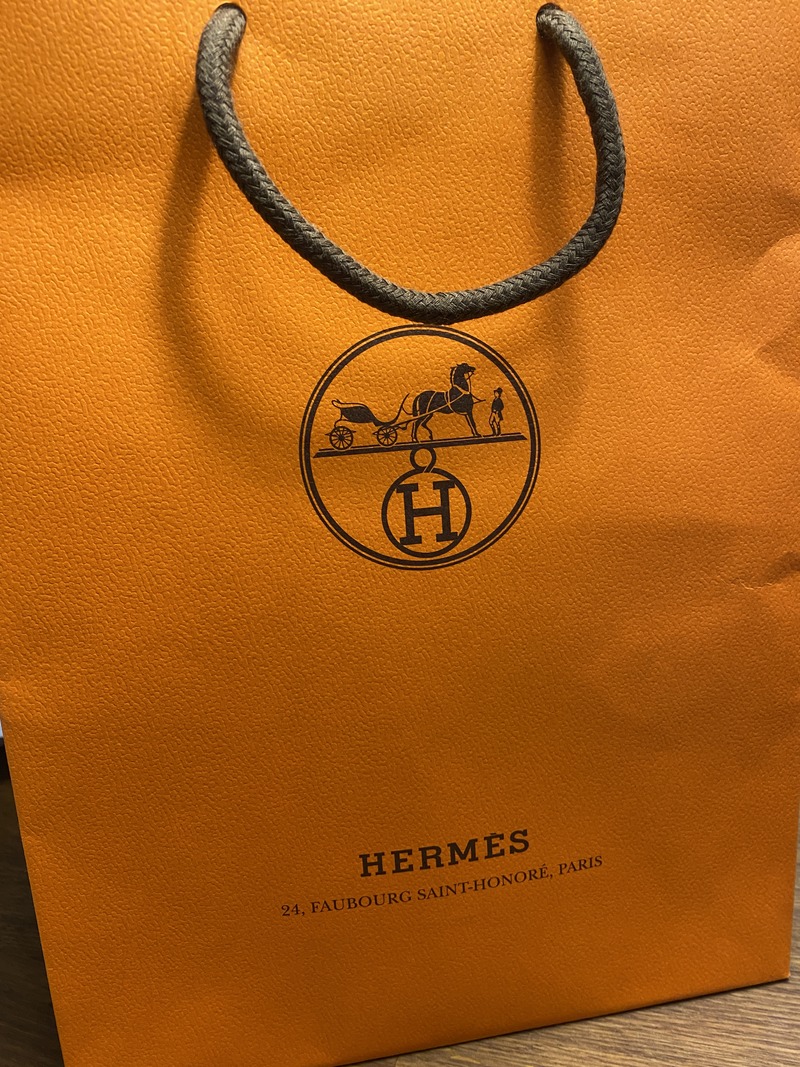 H
HERMÈS
24, FAUBOURG SAINT-HONORÉ, PARIS